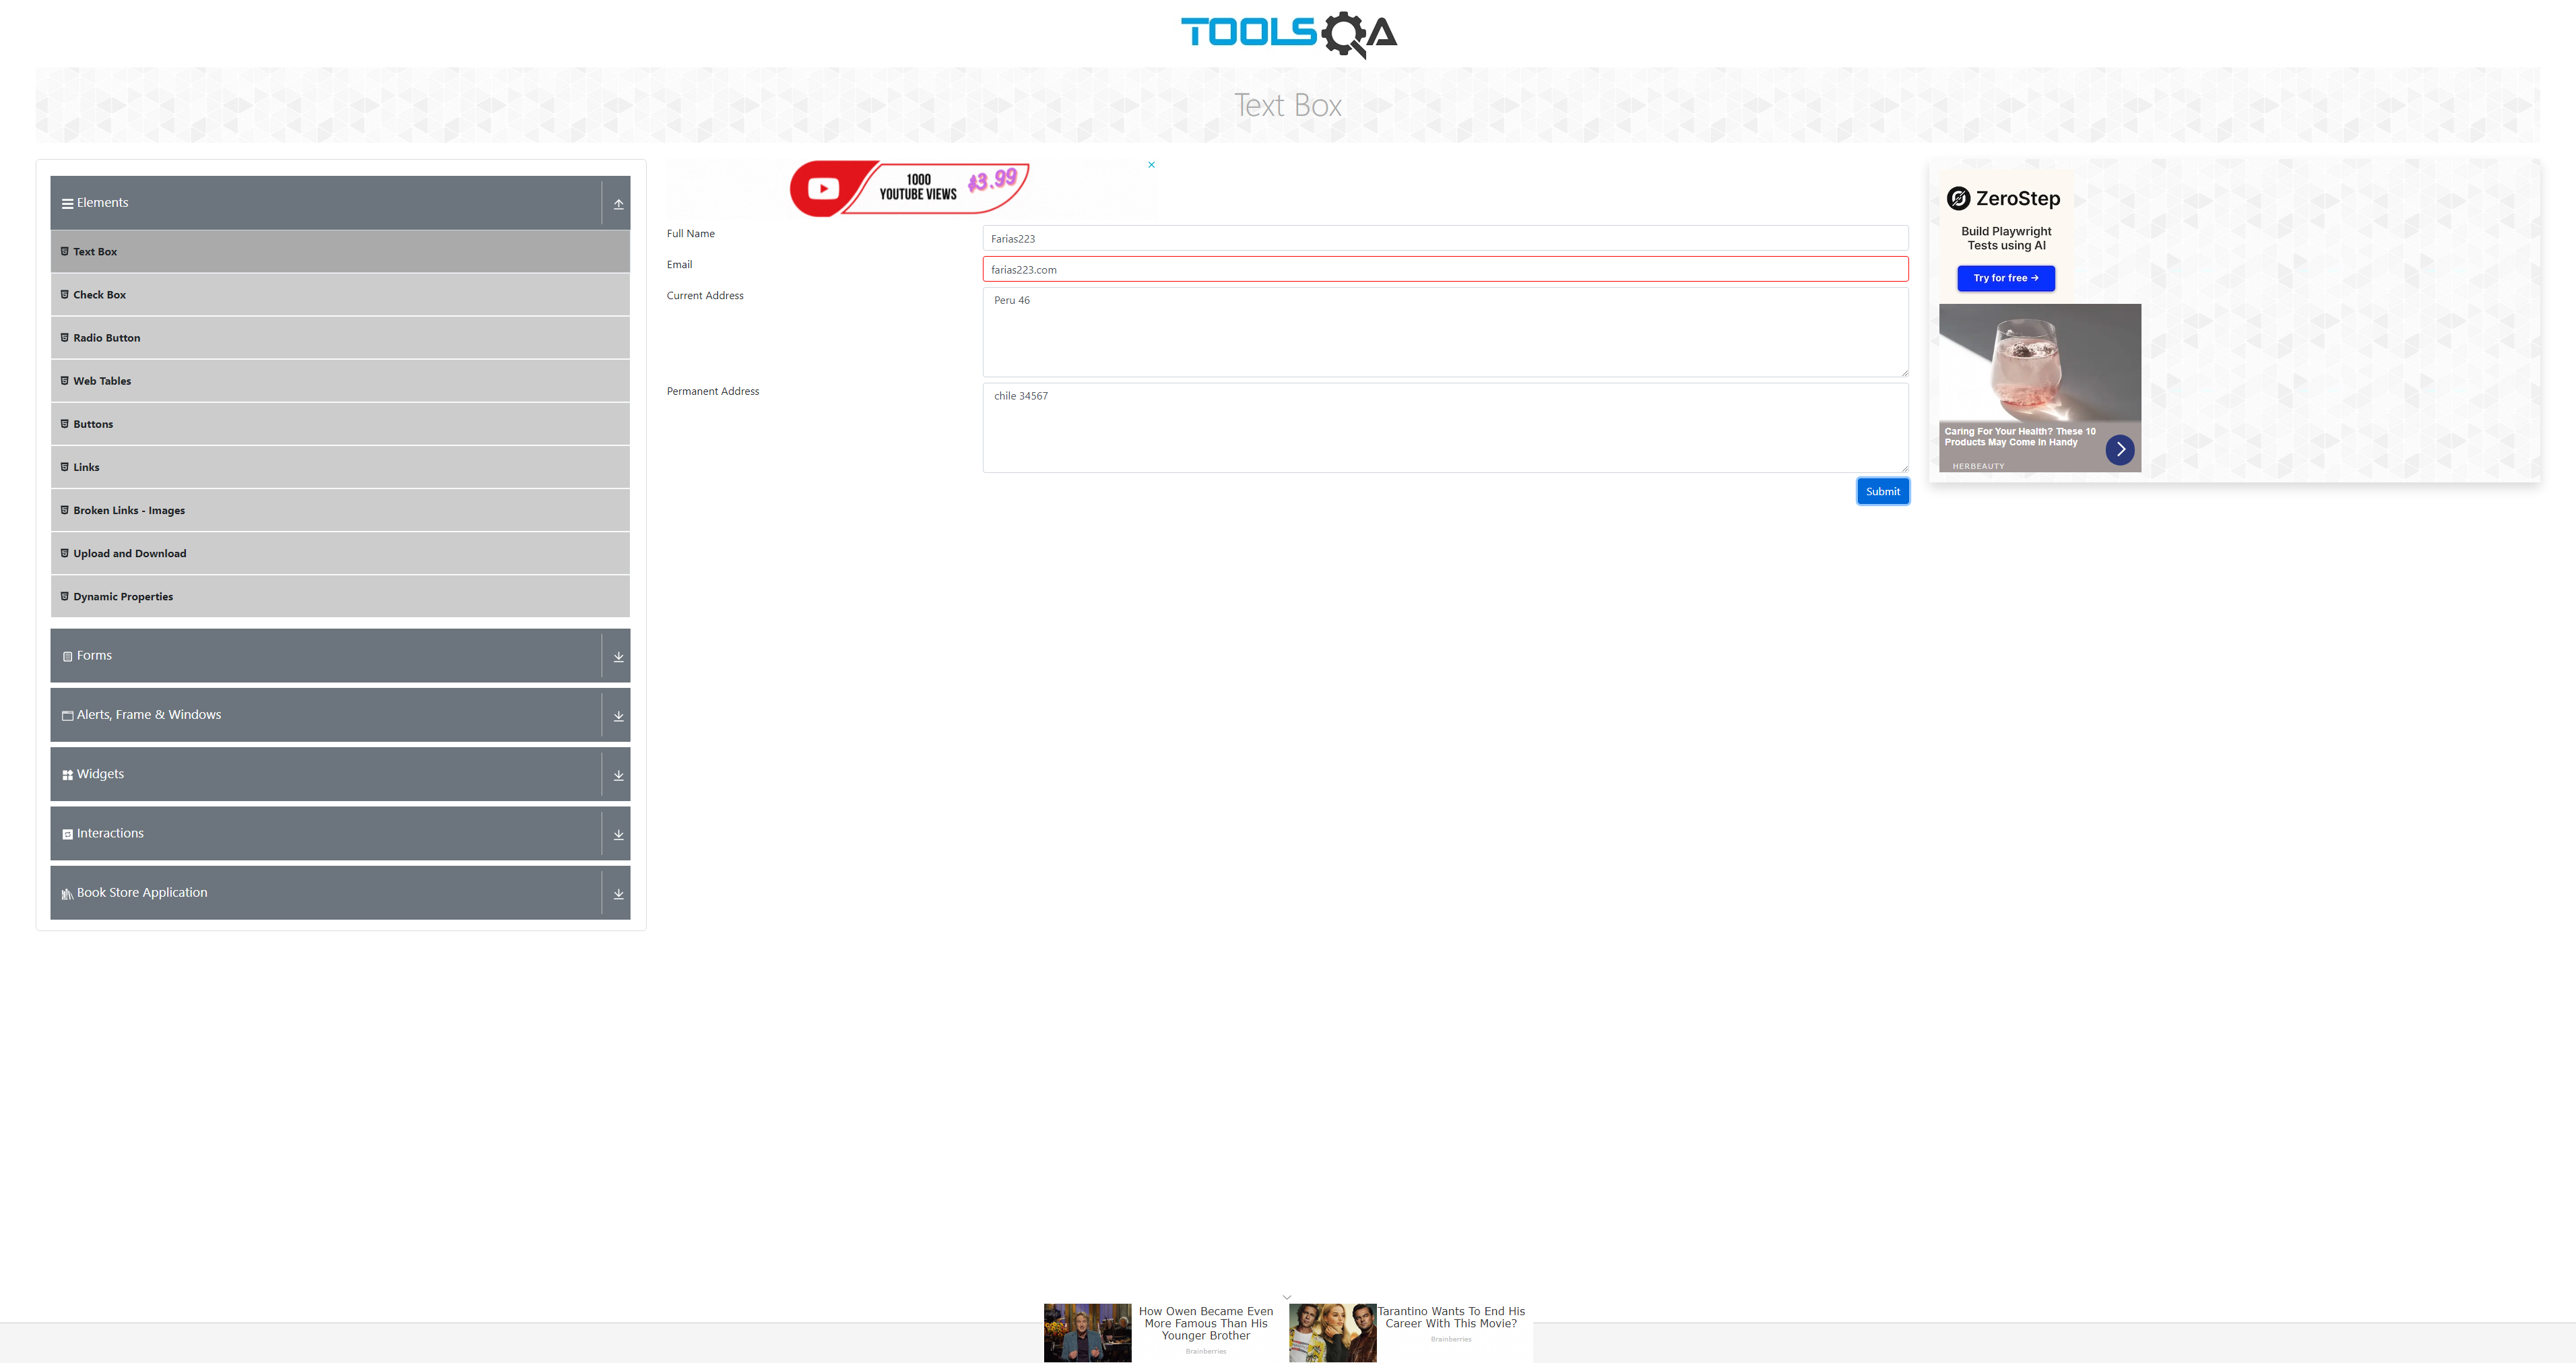 TOOLSQA
Text Box
Elements
Text Box
Check Box
Radio Button
Web Tables
Buttons
Links
Broken Links - Images
Upload and Download
Dynamic Properties
Forms
Alerts, Frame & Windows
Widgets
Interactions
Book Store Application
1000
YOUTUBE VIEWS
$3.99
Full Name
Farias223
Email
farias223.com
Current Address
Peru 46
Permanent Address
chile 34567
Submit
ZeroStep
Build Playwright
Tests using AI
Try for free →
Caring For Your Health? These 10
Products May Come In Handy
HERBEAUTY
How Owen Became Even
More Famous Than His
Younger Brother
Brainberries
Tarantino Wants To End His
Career With This Movie?
Brainberries